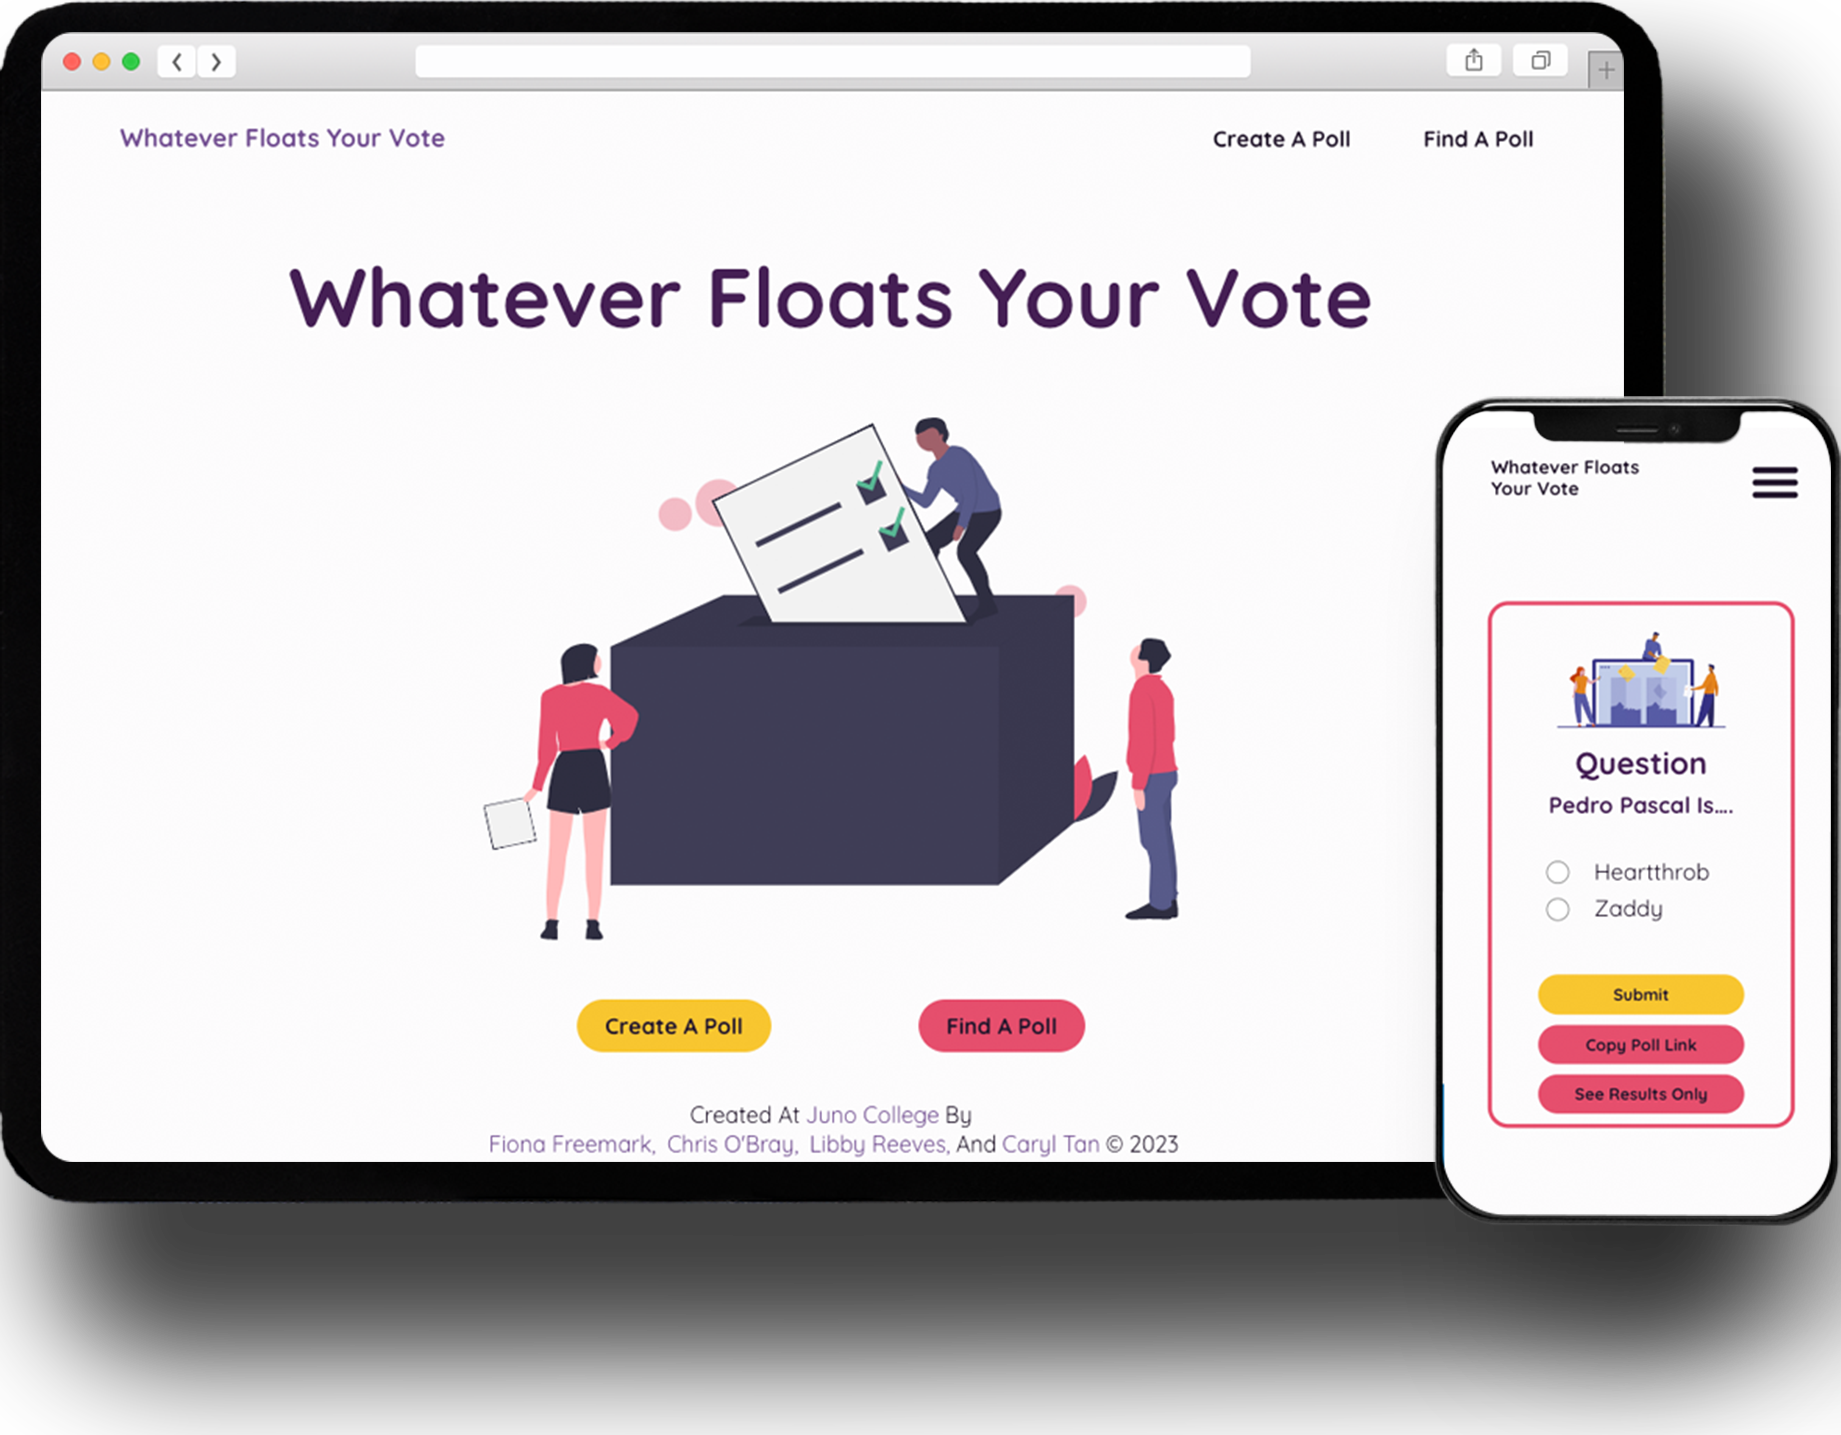 Whatever Floats Your Vote
Create A Poll
Find A Poll
Whatever Floats Your Vote
Create A Poll
Find A Poll
Created At Juno College By
Fiona Freemark, Chris O'Bray, Libby Reeves, And Caryl Tan © 2023
Whatever Floats
Your Vote
Question
Pedro Pascal Is....
Heartthrob
Zaddy
Submit
Copy Poll Link
See Results Only